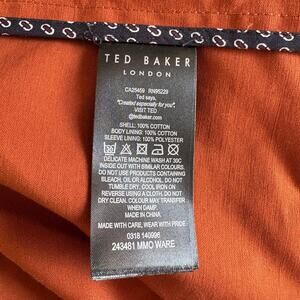 TED BAKER
LONDON
CA25459 RN95229
Ted says,
"Created especially for you".
VISIT TED
@tedbaker.com
SHELL: 100% COTTON
BODY LINING: 100% COTTON
SLEEVE LINING: 100% POLYESTER
DELICATE MACHINE WASH AT 30C
INSIDE OUT WITH SIMILAR COLOURS.
DO NOT USE PRODUCTS CONTAINING
BLEACH, OIL OR ALCOHOL. DO NOT
TUMBLE DRY. COOL IRON ON
REVERSE USING A CLOTH. DO NOT
DRY CLEAN. COLOUR MAY TRANSFER
WHEN DAMP.
MADE IN CHINA
MADE WITH CARE, WEAR WITH PRIDE
0318 140996
243481 MMO WARE